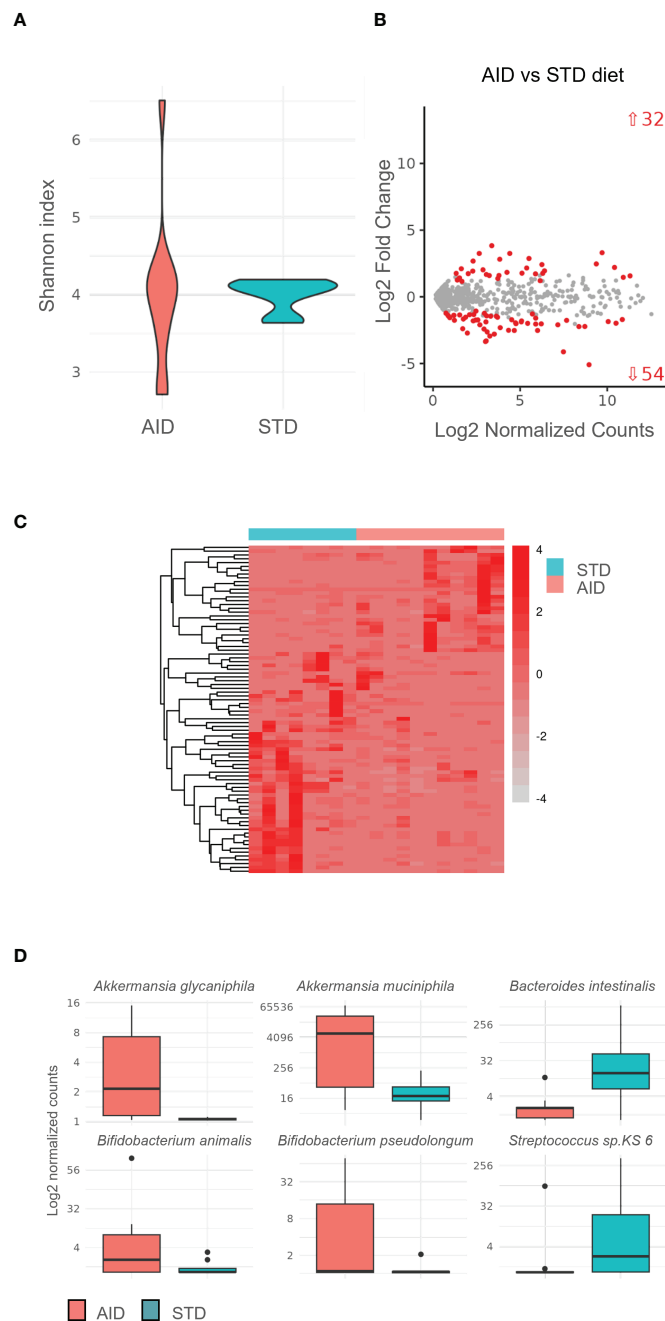 A
B
AID vs STD diet
⇧32
6
5
4
3
Shannon index
AID
STD
10
5
0
-5
Log2 Fold Change
⇩54
0
5
10
Log2 Normalized Counts
C
4
2
0
-2
-4
STD
AID
D
Akkermansia glycaniphila
Akkermansia muciniphila
Bacteroides intestinalis
16
8
4
2
1
65536
4096
256
16
256
32
4
Log2 normalized counts
Bifidobacterium animalis
Bifidobacterium pseudolongum
Streptococcus sp.KS 6
56
32
4
32
8
2
256
32
4
AID
STD